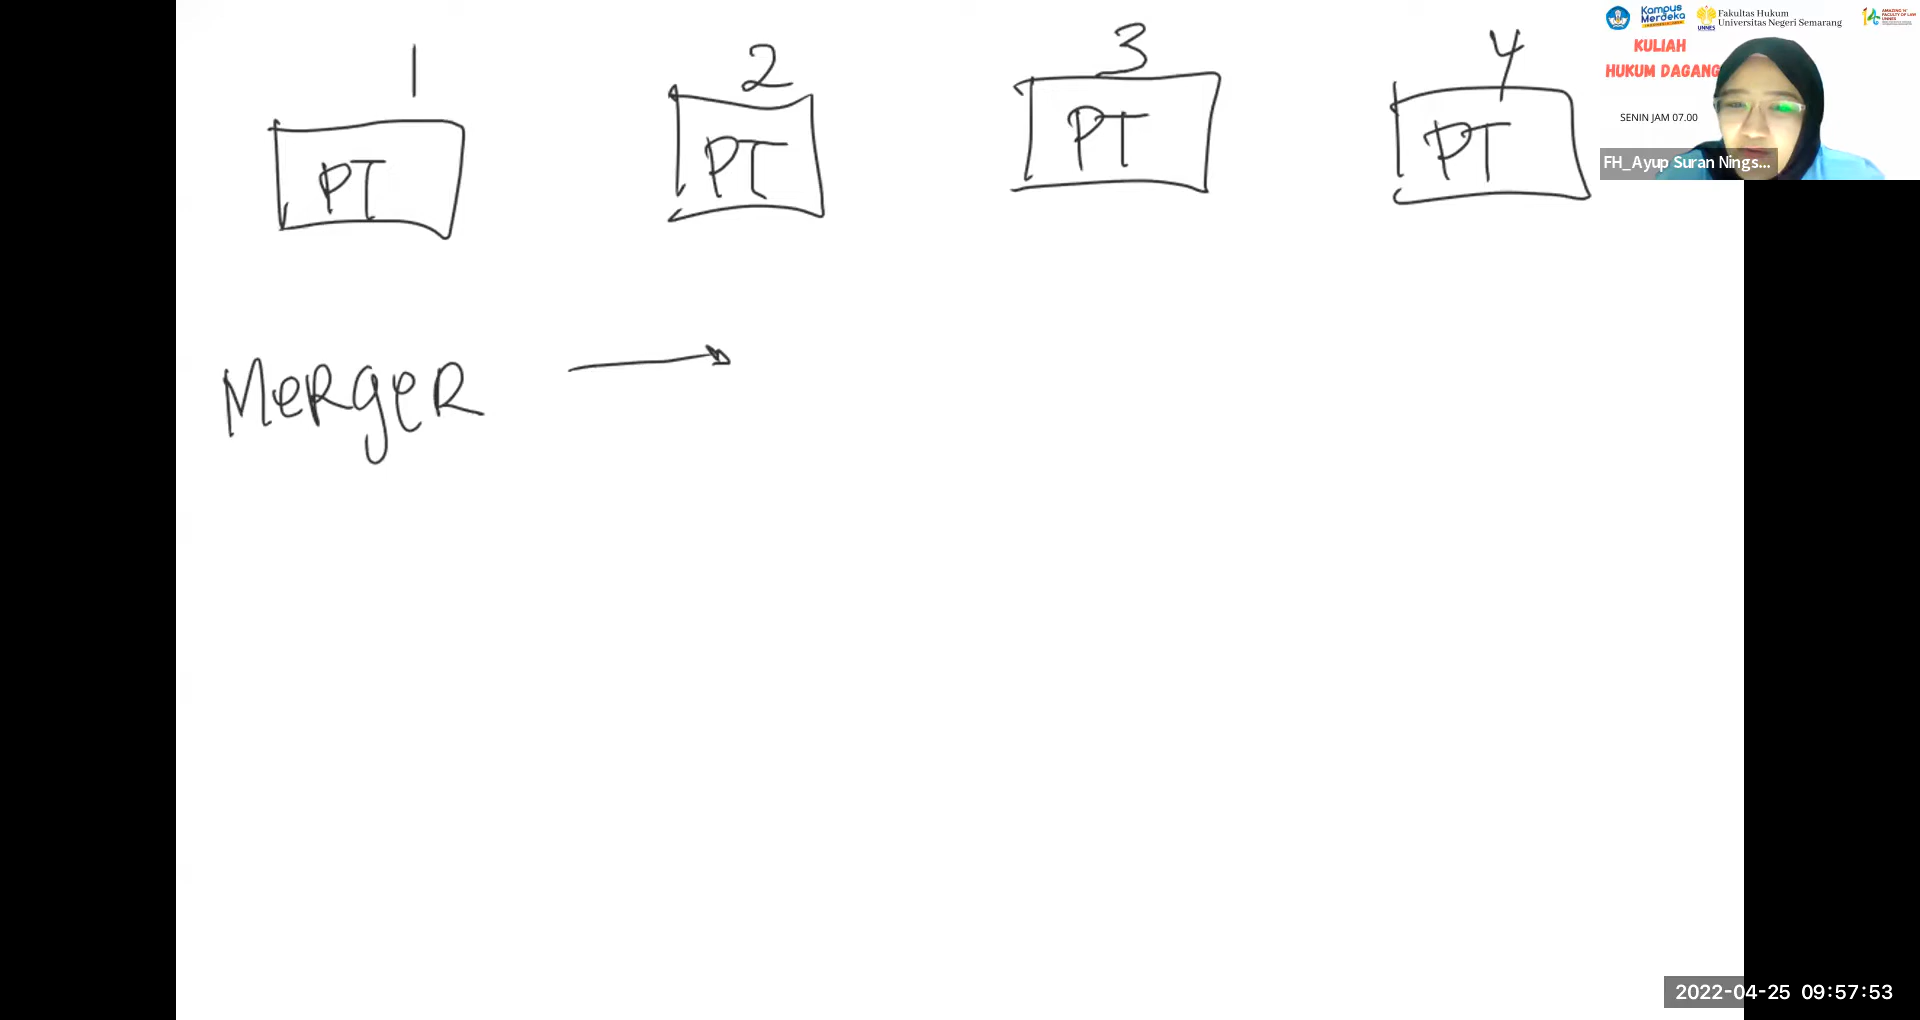 1 2 3 4
PT PT PT PT
MeRgeR
Kampus
Merdeka
UNNES
Fakultas Hukum
Universitas Negeri Semarang
KULIAH
HUKUM DAGANG
SENIN JAM 07.00
FH_Ayup Suran Nings...
2022-04-25 09:57:53